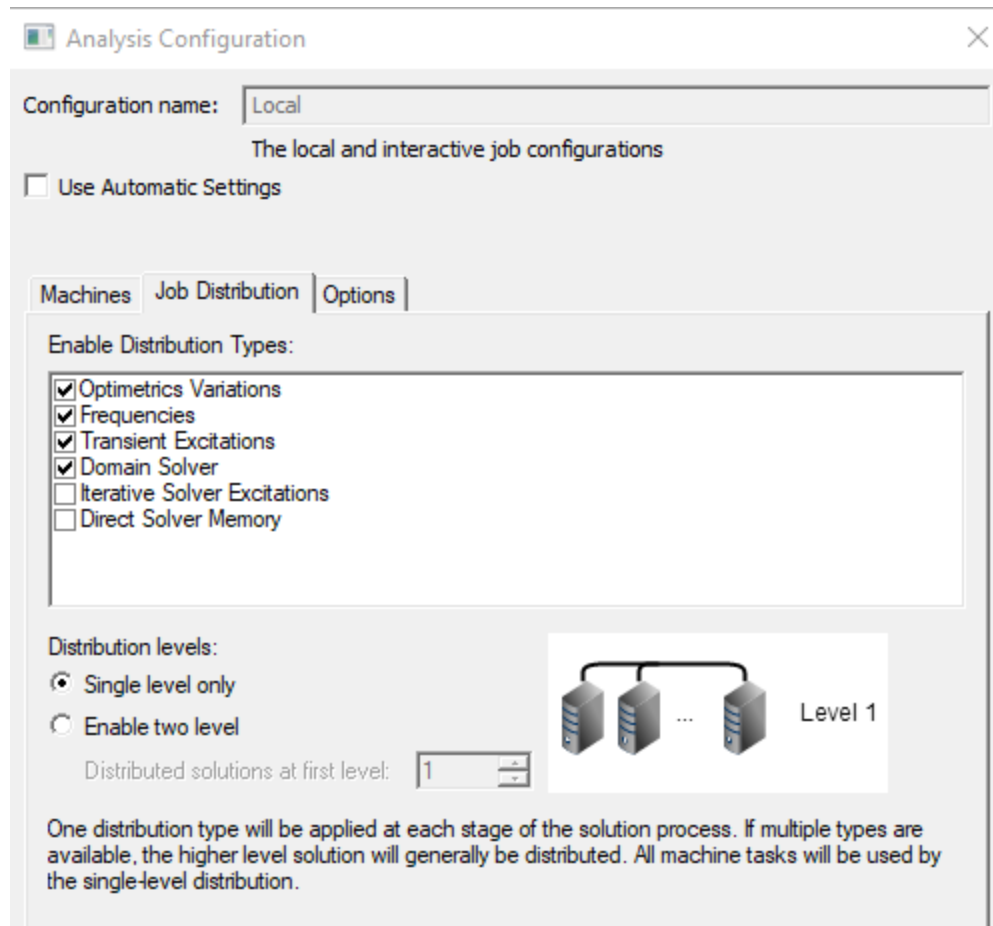 Analysis Configuration
Configuration name: Local
The local and interactive job configurations
Use Automatic Settings
Machines Job Distribution Options
Enable Distribution Types:
Optimetrics Variations
Frequencies
Transient Excitations
Domain Solver
Iterative Solver Excitations
Direct Solver Memory
Distribution levels:
Single level only
Enable two level
Distributed solutions at first level: 1
... Level 1
One distribution type will be applied at each stage of the solution process. If multiple types are
available, the higher level solution will generally be distributed. All machine tasks will be used by
the single-level distribution.